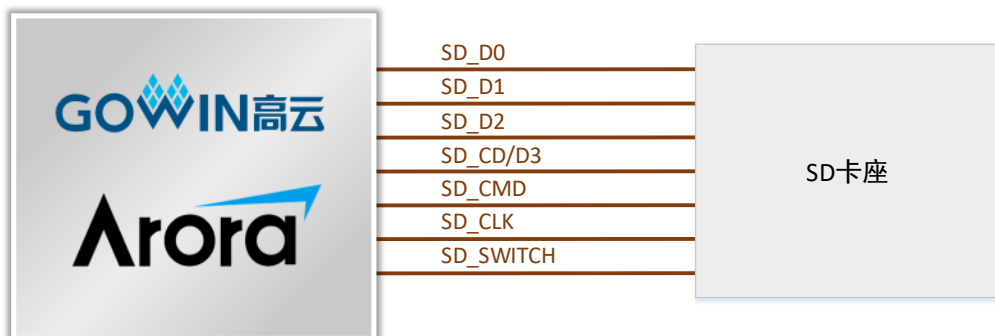 GOWIN高云
Arora
SD_D0
SD_D1
SD_D2
SD_CD/D3
SD_CMD
SD_CLK
SD_SWITCH
SD卡座